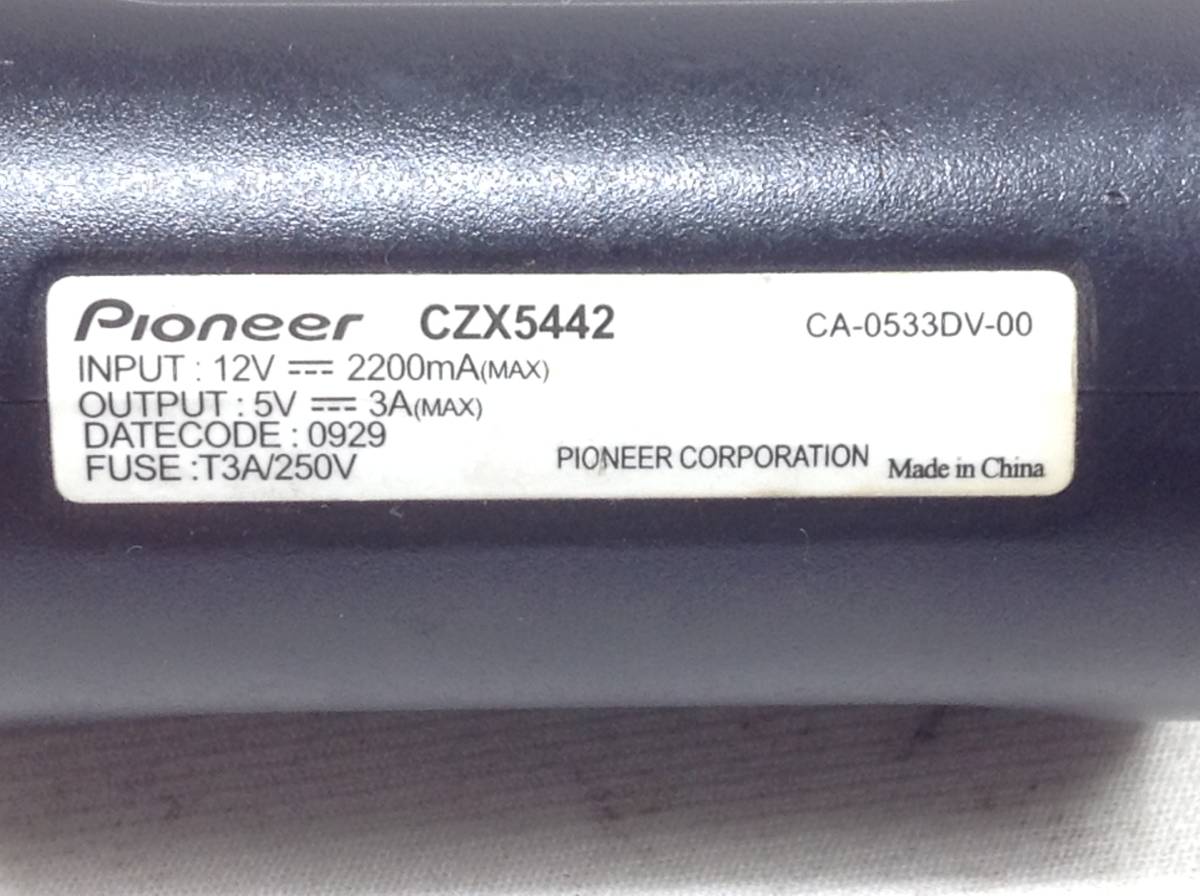 Pioneer CZX5442 CA-0533DV-00
INPUT : 12V ⎓ 2200mA(MAX)
OUTPUT : 5V ⎓ 3A(MAX)
DATECODE : 0929
FUSE :T3A/250V PIONEER CORPORATION Made in China